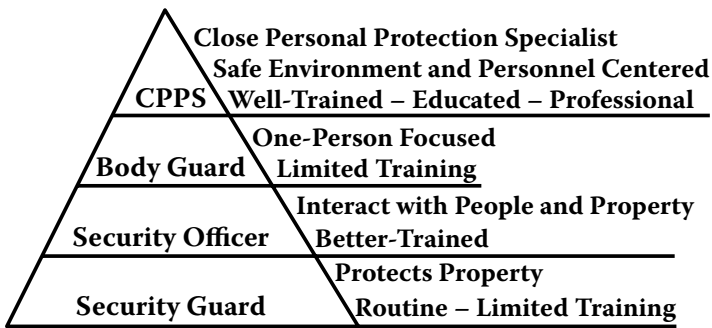 Close Personal Protection Specialist
Safe Environment and Personnel Centered
CPPS Well-Trained – Educated – Professional
One-Person Focused
Body Guard Limited Training
Interact with People and Property
Security Officer Better-Trained
Protects Property
Security Guard Routine – Limited Training